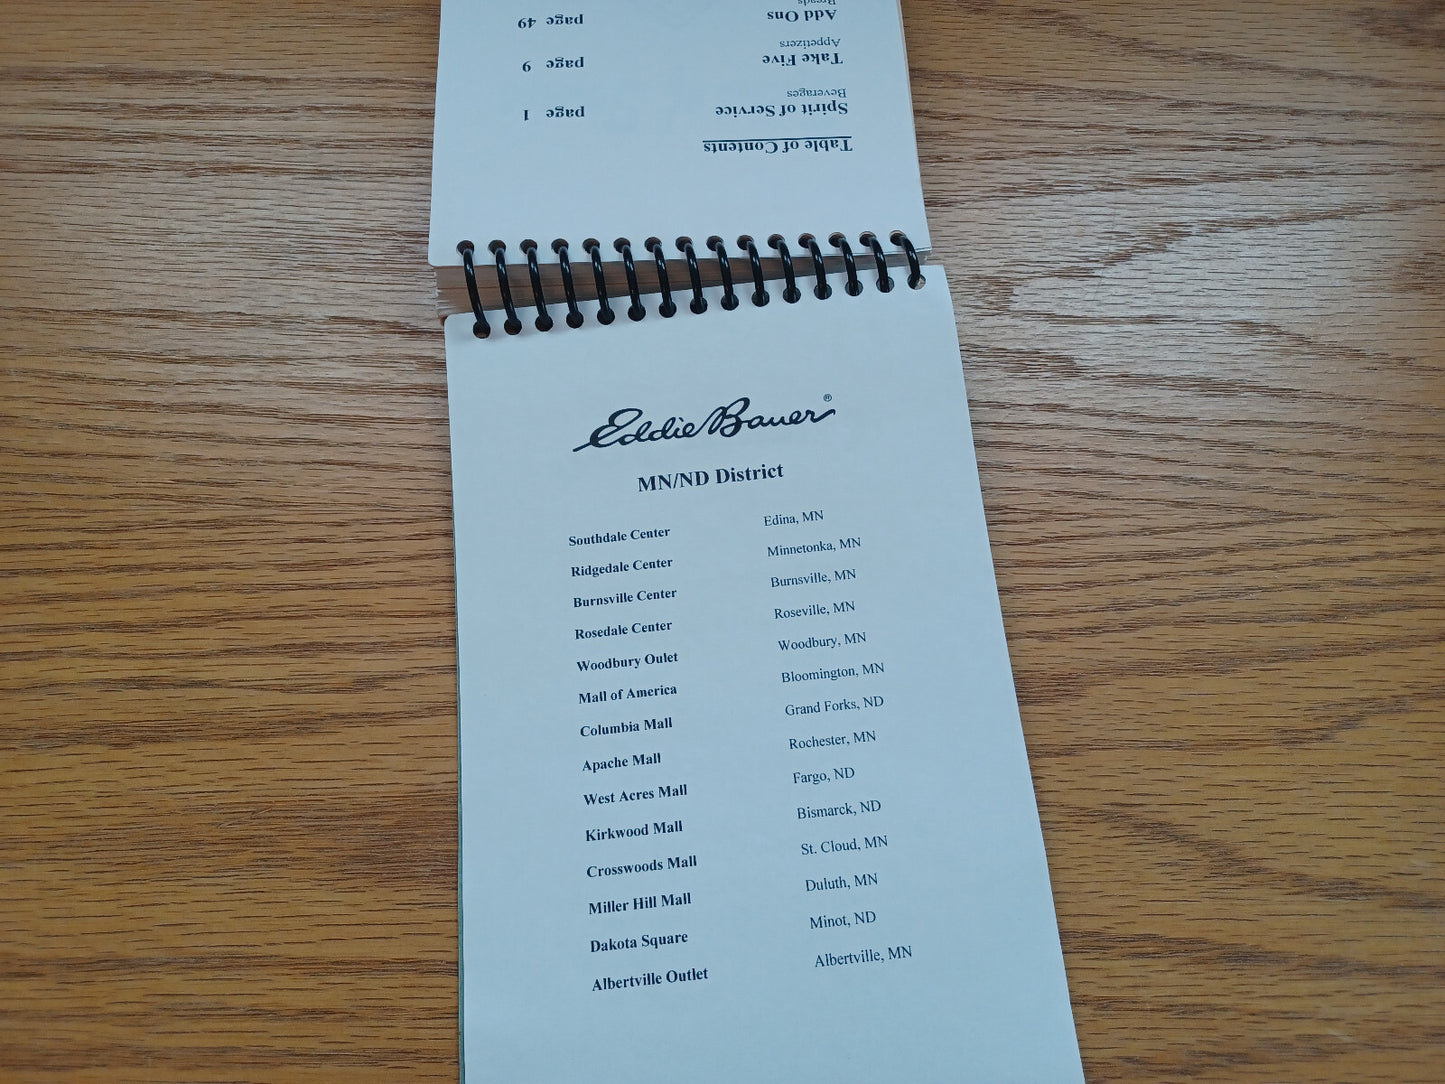 Table of Contents
Spirit of Service page 1
Beverages
Take Five page 9
Appetizers
Add Ons page 49
Breads
Eddie Bauer®
MN/ND District
Southdale Center Edina, MN
Ridgedale Center Minnetonka, MN
Burnsville Center Burnsville, MN
Rosedale Center Roseville, MN
Woodbury Oulet Woodbury, MN
Mall of America Bloomington, MN
Columbia Mall Grand Forks, ND
Apache Mall Rochester, MN
West Acres Mall Fargo, ND
Kirkwood Mall Bismarck, ND
Crosswoods Mall St. Cloud, MN
Miller Hill Mall Duluth, MN
Dakota Square Minot, ND
Albertville Outlet Albertville, MN